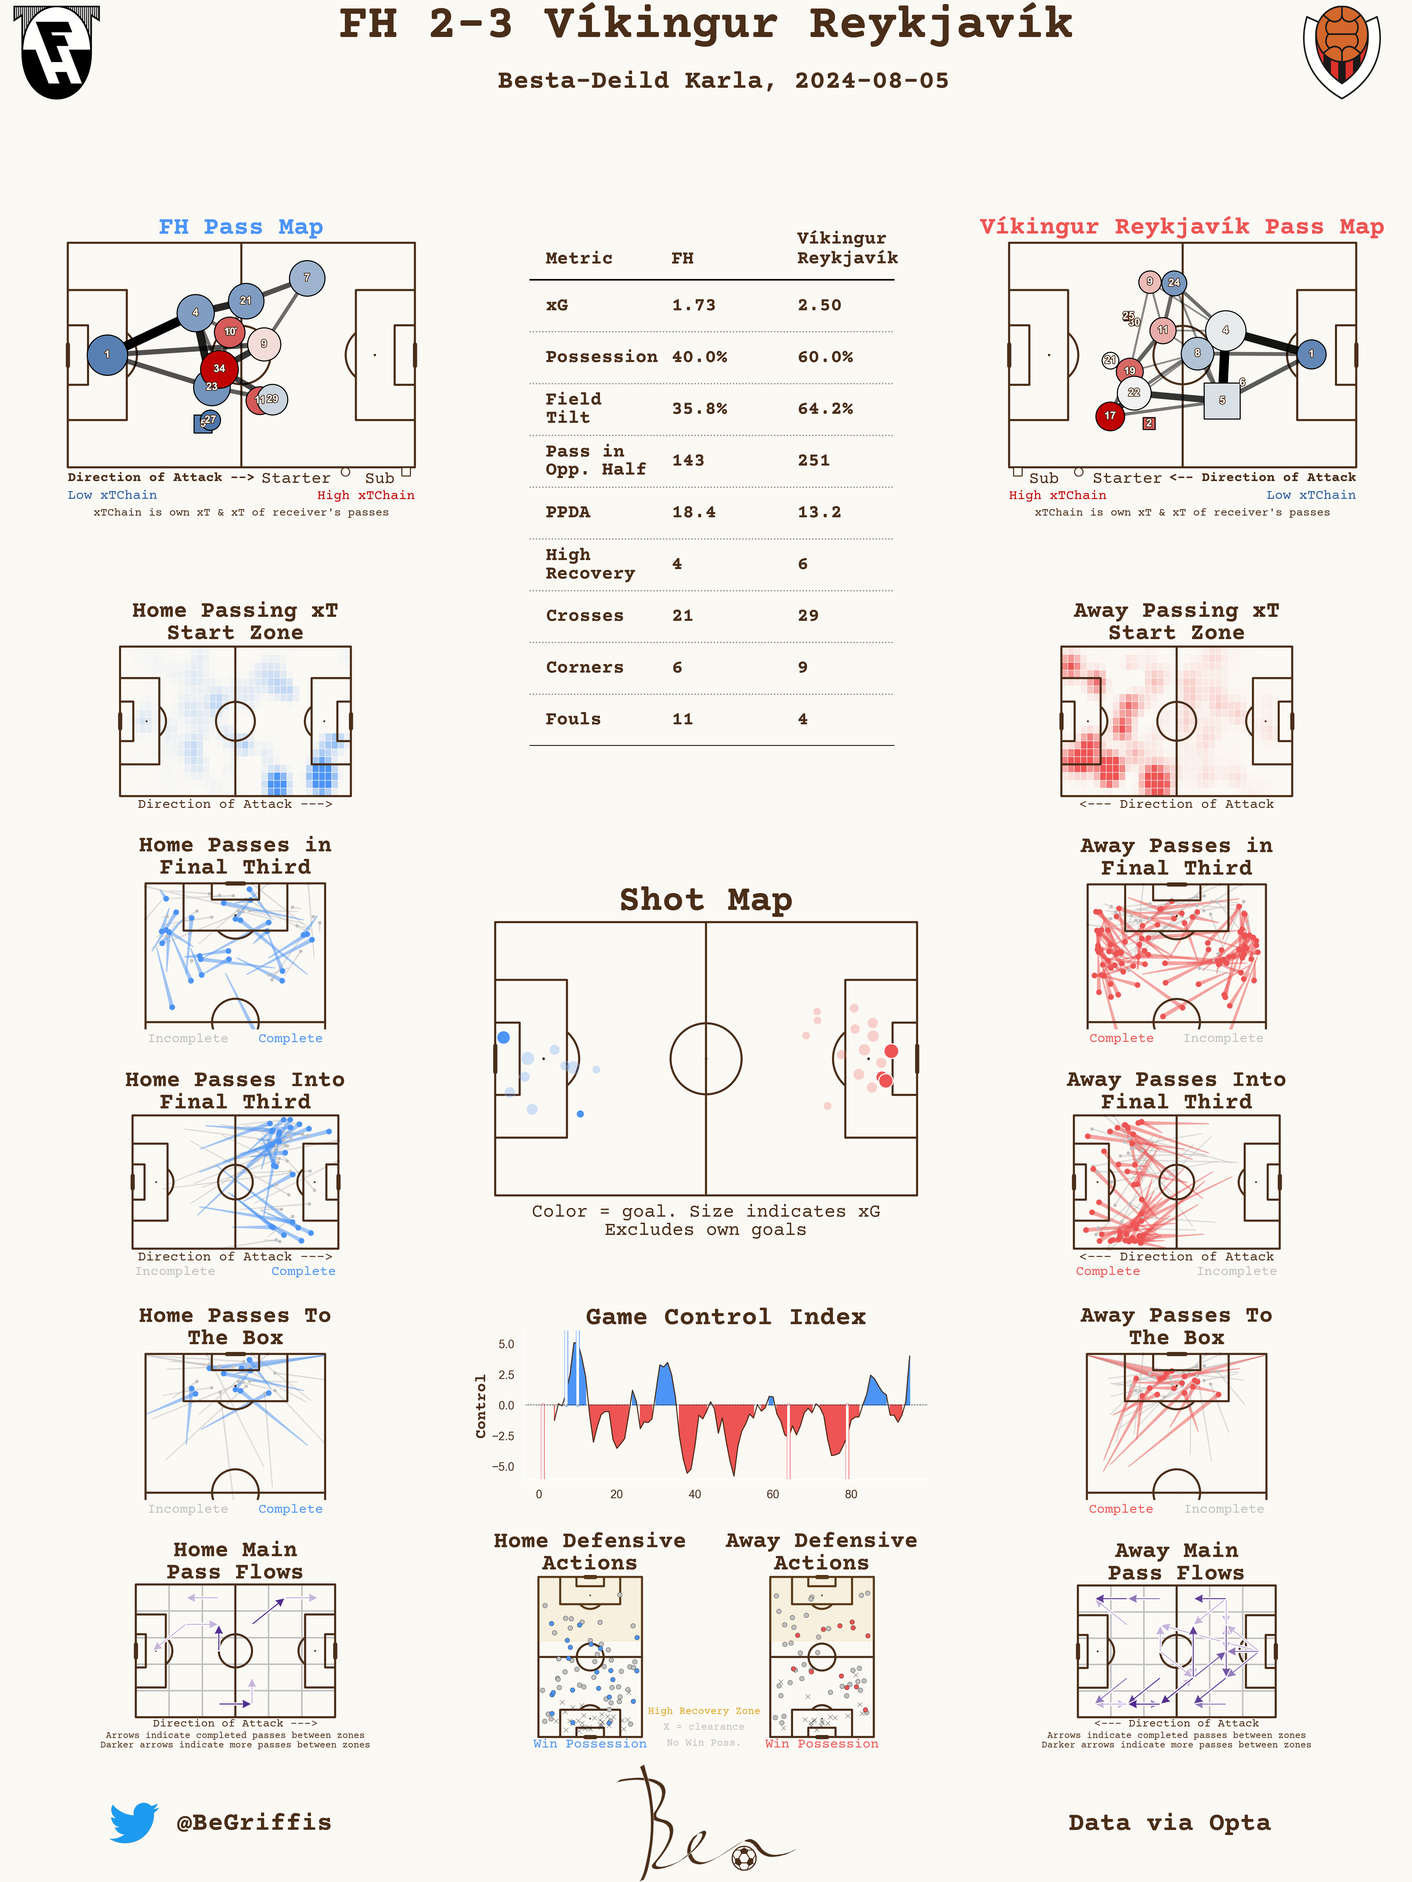 FH 2-3 Víkingur Reykjavík
Besta-Deild Karla, 2024-08-05
FH Pass Map
1
4
21
7
10
9
34
23
11
29
5
27
Direction of Attack --> Starter Sub
Low xTChain High xTChain
xTChain is own xT & xT of receiver's passes
Metric FH Víkingur Reykjavík
xG 1.73 2.50
Possession 40.0% 60.0%
Field Tilt 35.8% 64.2%
Pass in Opp. Half 143 251
PPDA 18.4 13.2
High Recovery 4 6
Crosses 21 29
Corners 6 9
Fouls 11 4
Víkingur Reykjavík Pass Map
9
24
25
30
11
4
8
1
21
19
6
22
5
17
2
Sub Starter <-- Direction of Attack
High xTChain Low xTChain
xTChain is own xT & xT of receiver's passes
Home Passing xT
Start Zone
Direction of Attack --->
Away Passing xT
Start Zone
<--- Direction of Attack
Home Passes in
Final Third
Incomplete Complete
Away Passes in
Final Third
Complete Incomplete
Shot Map
Color = goal. Size indicates xG
Excludes own goals
Home Passes Into
Final Third
Direction of Attack --->
Incomplete Complete
Away Passes Into
Final Third
<--- Direction of Attack
Complete Incomplete
Home Passes To
The Box
Incomplete Complete
Game Control Index
Control
5.0
2.5
0.0
−2.5
−5.0
0 20 40 60 80
Away Passes To
The Box
Complete Incomplete
Home Main
Pass Flows
Direction of Attack --->
Arrows indicate completed passes between zones
Darker arrows indicate more passes between zones
Home Defensive
Actions
Win Possession
High Recovery Zone
X = clearance
No Win Poss.
Away Defensive
Actions
Win Possession
Away Main
Pass Flows
<--- Direction of Attack
Arrows indicate completed passes between zones
Darker arrows indicate more passes between zones
@BeGriffis
Ben
Data via Opta